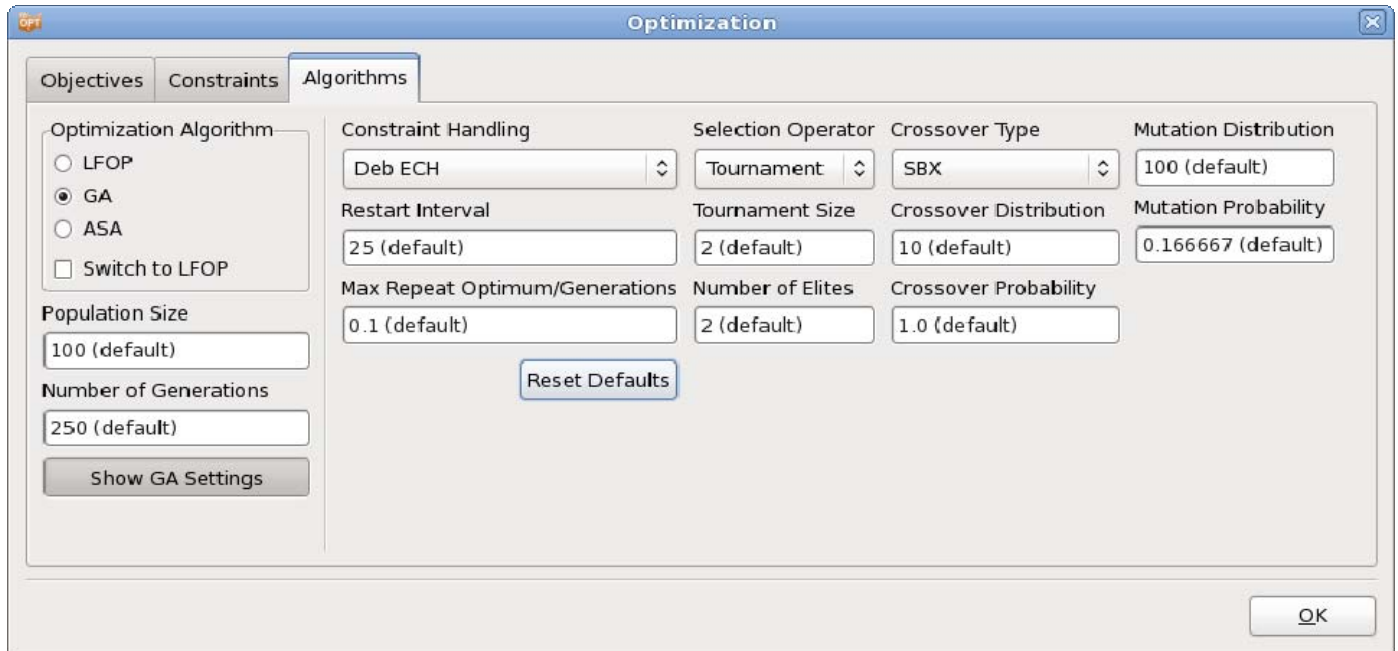 OPT
Optimization
Objectives
Constraints
Algorithms
Optimization Algorithm
LFOP
GA
ASA
Switch to LFOP
Population Size
100 (default)
Number of Generations
250 (default)
Show GA Settings
Constraint Handling
Deb ECH
Restart Interval
25 (default)
Max Repeat Optimum/Generations
0.1 (default)
Reset Defaults
Selection Operator
Tournament
Tournament Size
2 (default)
Number of Elites
2 (default)
Crossover Type
SBX
Crossover Distribution
10 (default)
Crossover Probability
1.0 (default)
Mutation Distribution
100 (default)
Mutation Probability
0.166667 (default)
OK